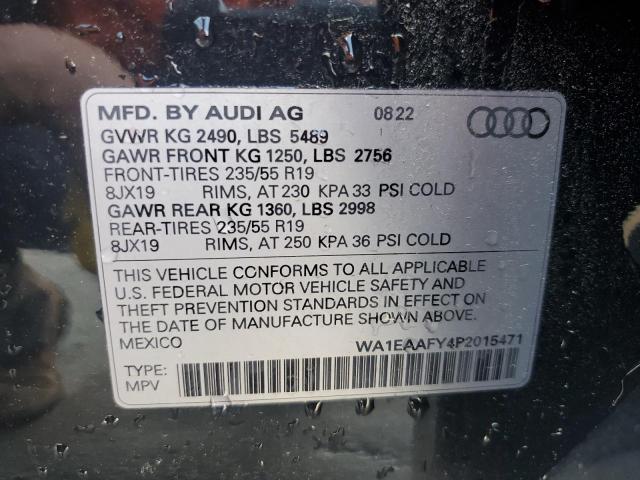 MFD. BY AUDI AG 0822
GVWR KG 2490, LBS 5489
GAWR FRONT KG 1250, LBS 2756
FRONT-TIRES 235/55 R19
8JX19 RIMS, AT 230 KPA 33 PSI COLD
GAWR REAR KG 1360, LBS 2998
REAR-TIRES 235/55 R19
8JX19 RIMS, AT 250 KPA 36 PSI COLD
THIS VEHICLE CONFORMS TO ALL APPLICABLE
U.S. FEDERAL MOTOR VEHICLE SAFETY AND
THEFT PREVENTION STANDARDS IN EFFECT ON
THE DATE OF MANUFACTURE SHOWN ABOVE.
MEXICO WA1EAAFY4P2015471
TYPE:
MPV